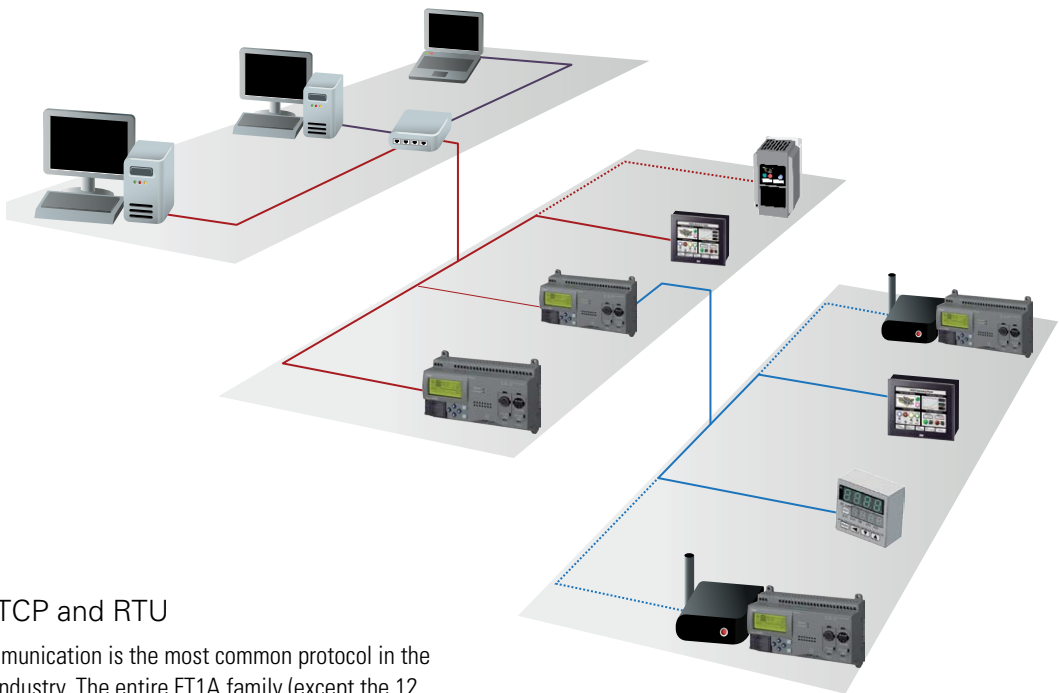 TCP and RTU
munication is the most common protocol in the
ndustry. The entire FT1A family (except the 12
8888